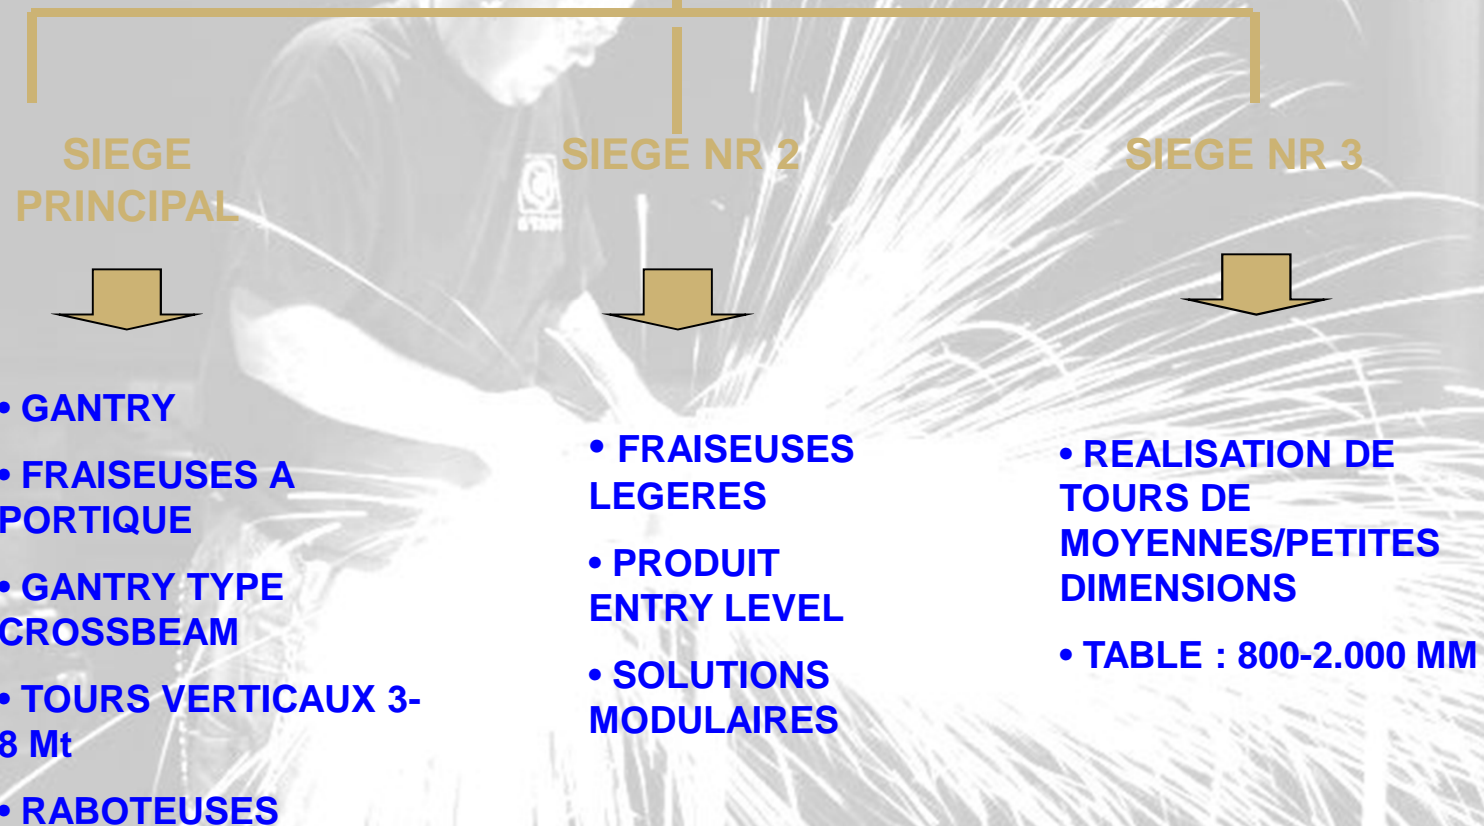 SIEGE
PRINCIPAL
SIEGE NR 2
SIEGE NR 3
• GANTRY
• FRAISEUSES A
PORTIQUE
• GANTRY TYPE
CROSSBEAM
• TOURS VERTICAUX 3-
8 Mt
• RABOTEUSES
• FRAISEUSES
LEGERES
• PRODUIT
ENTRY LEVEL
• SOLUTIONS
MODULAIRES
• REALISATION DE
TOURS DE
MOYENNES/PETITES
DIMENSIONS
• TABLE : 800-2.000 MM